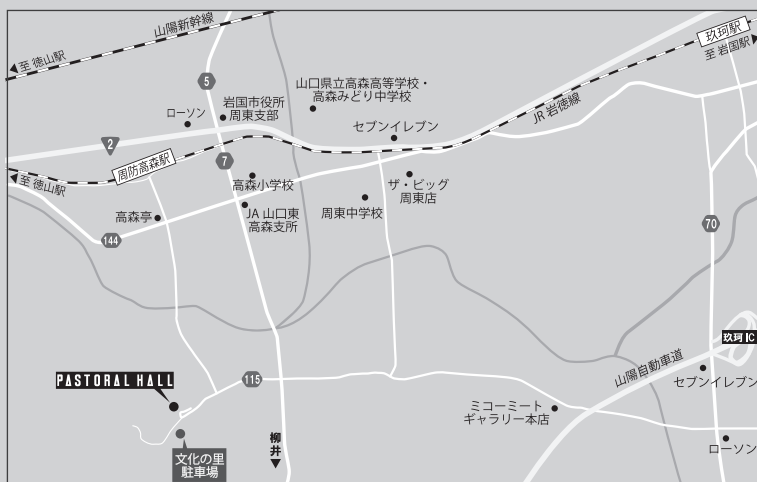 山陽新幹線
至 徳山駅
玖珂駅
至 岩国駅
5
山口県立高森高等学校・
高森みどり中学校
岩国市役所
周東支部
ローソン
セブンイレブン
JR 岩徳線
2
周防高森駅
7
至 徳山駅
高森小学校
ザ・ビッグ
周東店
周東中学校
JA 山口東
高森支所
高森亭
144
70
玖珂 IC
山陽自動車道
セブンイレブン
PASTORAL HALL
115
ミコーミート
ギャラリー本店
柳井
ローソン
文化の里
駐車場